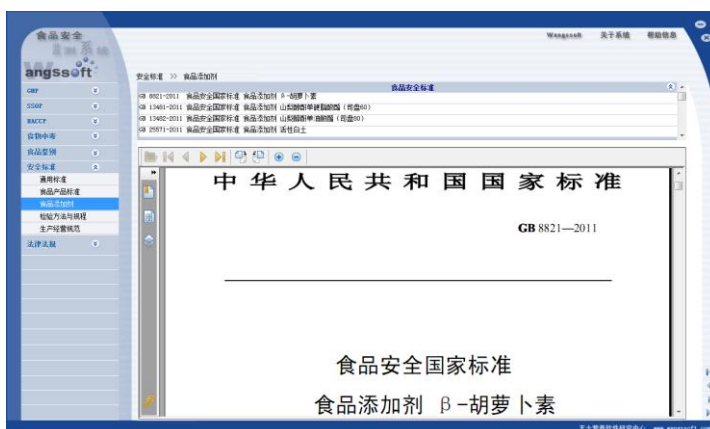 食品安全
angssoft
Wangssoft 关于系统 帮助信息
安全标准 >> 食品添加剂
食品安全标准
GB 8821-2011 食品安全国家标准 食品添加剂 β-胡萝卜素
GB 13481-2011 食品安全国家标准 食品添加剂 山梨醇酐单硬脂酸酯(司盘60)
GB 13482-2011 食品安全国家标准 食品添加剂 山梨醇酐单油酸酯(司盘80)
GB 25571-2011 食品安全国家标准 食品添加剂 活性白土
GMP
SSOP
HACCP
食物中毒
食品鉴别
安全标准
通用标准
食品产品标准
食品添加剂
检验方法与规程
生产经营规范
法律法规
中华人民共和国国家标准
GB 8821—2011
食品安全国家标准
食品添加剂 β-胡萝卜素